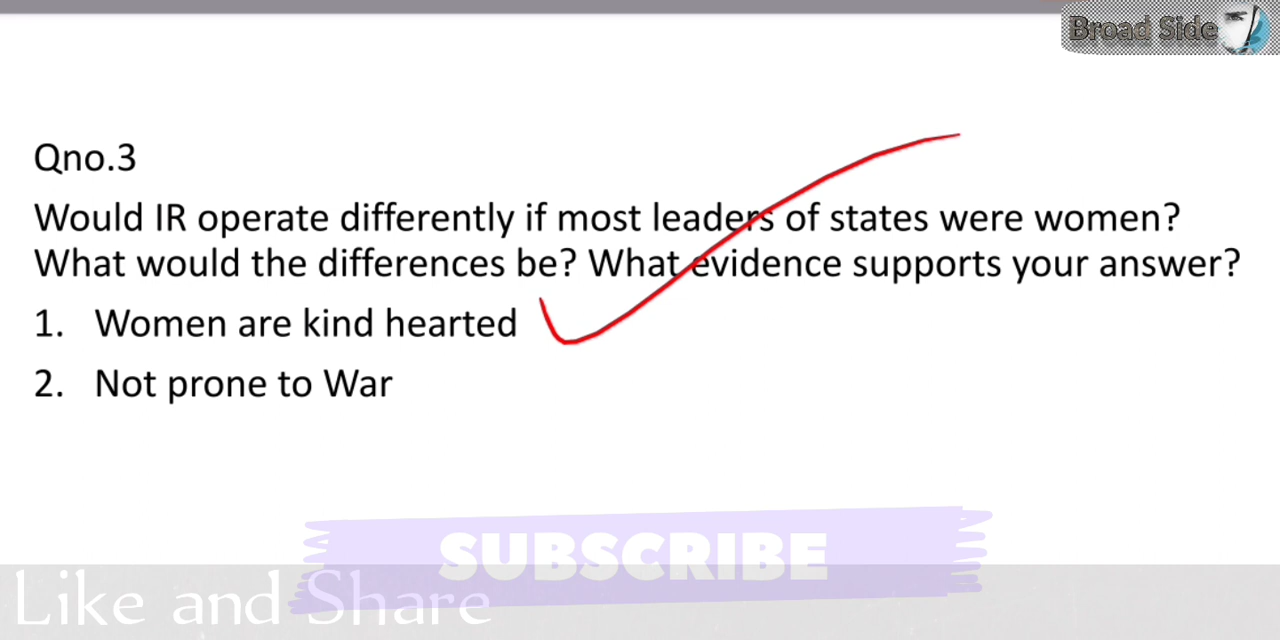 Broad Side
Qno.3
Would IR operate differently if most leaders of states were women?
What would the differences be? What evidence supports your answer?
1. Women are kind hearted
2. Not prone to War
SUBSCRIBE
Like and Share